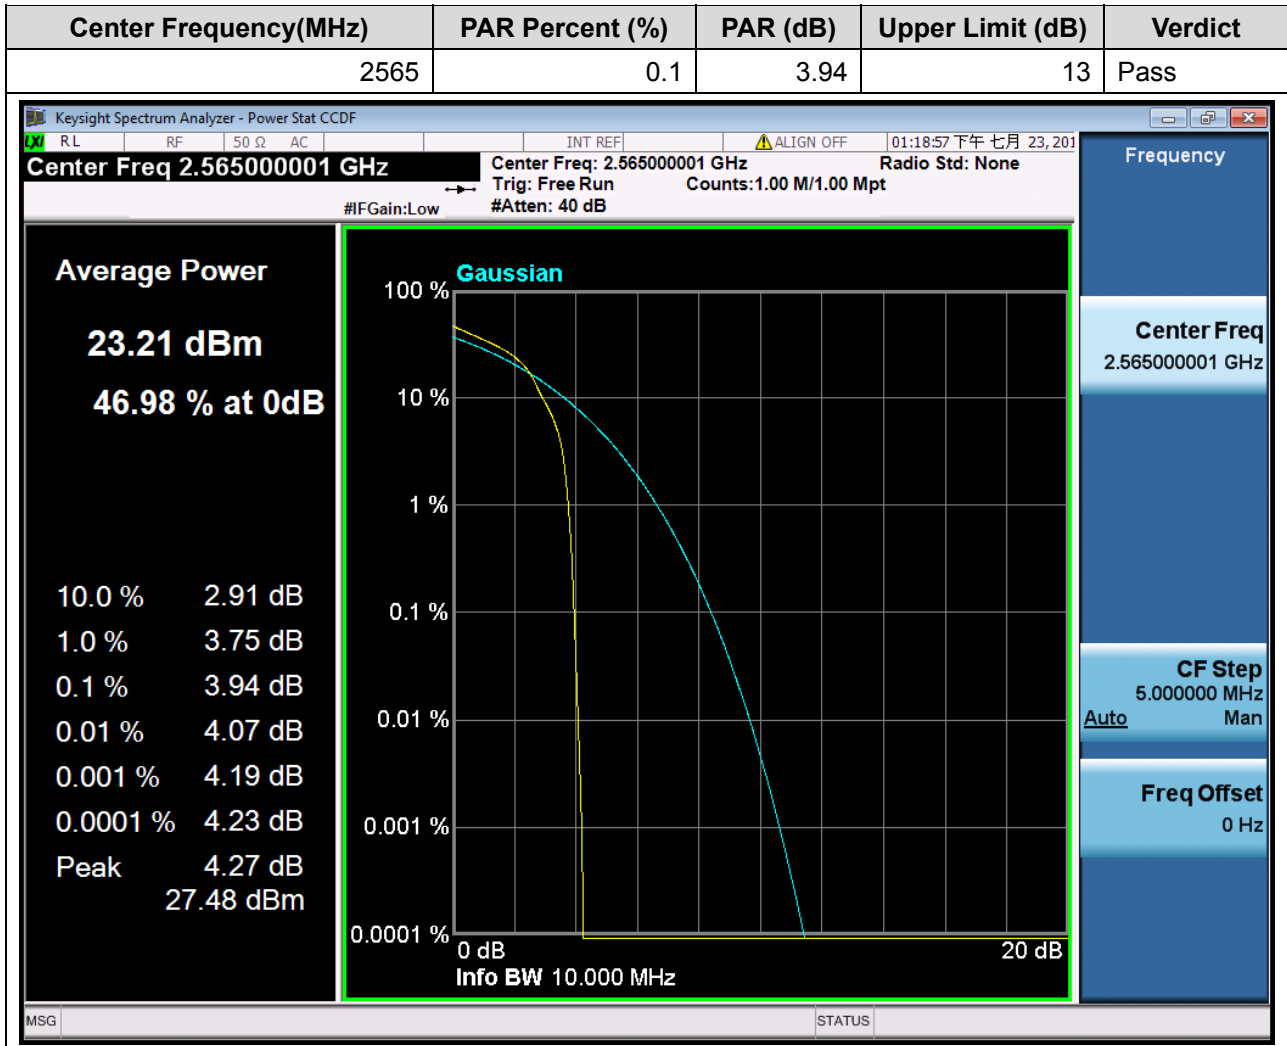 Center Frequency(MHz) PAR Percent (%) PAR (dB) Upper Limit (dB) Verdict
2565 0.1 3.94 13 Pass
Keysight Spectrum Analyzer - Power Stat CCDF
LXI RL RF 50 Ω AC INT REF ALIGN OFF 01:18:57 下午 七月 23, 201
Center Freq 2.565000001 GHz
Center Freq: 2.565000001 GHz Radio Std: None
Trig: Free Run Counts:1.00 M/1.00 Mpt
#IFGain:Low #Atten: 40 dB
Average Power
23.21 dBm
46.98 % at 0dB
10.0 % 2.91 dB
1.0 % 3.75 dB
0.1 % 3.94 dB
0.01 % 4.07 dB
0.001 % 4.19 dB
0.0001 % 4.23 dB
Peak 4.27 dB
27.48 dBm
Gaussian
100 %
10 %
1 %
0.1 %
0.01 %
0.001 %
0.0001 %
0 dB 20 dB
Info BW 10.000 MHz
Frequency
Center Freq
2.565000001 GHz
CF Step
5.000000 MHz
Auto Man
Freq Offset
0 Hz
MSG STATUS